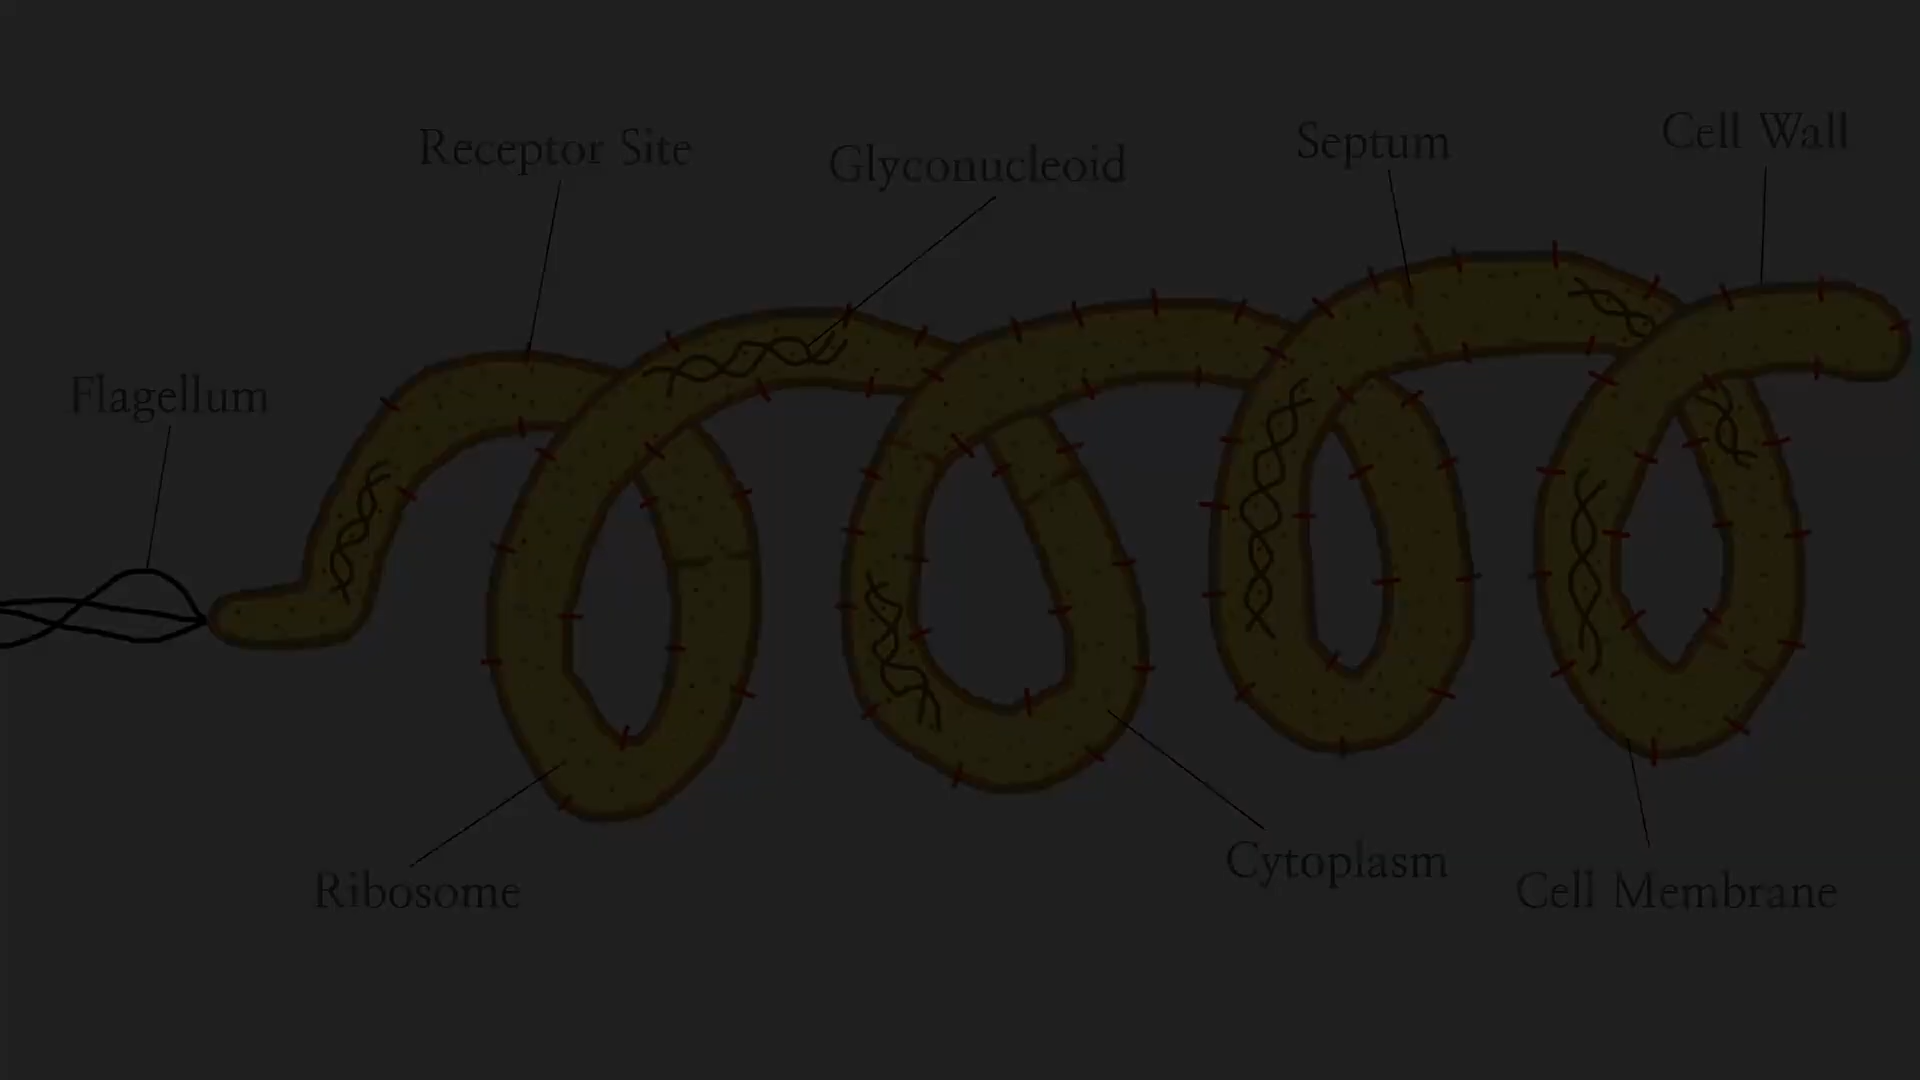 Receptor Site
Glyconucleoid
Septum
Cell Wall
Flagellum
Ribosome
Cytoplasm
Cell Membrane